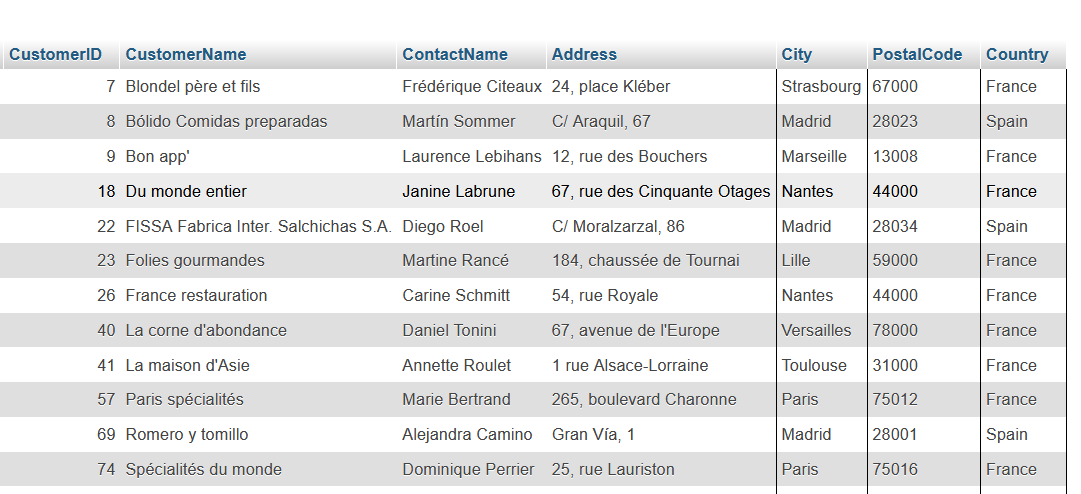 CustomerID CustomerName ContactName Address City PostalCode Country
7 Blondel père et fils Frédérique Citeaux 24, place Kléber Strasbourg 67000 France
8 Bólido Comidas preparadas Martín Sommer C/ Araquil, 67 Madrid 28023 Spain
9 Bon app' Laurence Lebihans 12, rue des Bouchers Marseille 13008 France
18 Du monde entier Janine Labrune 67, rue des Cinquante Otages Nantes 44000 France
22 FISSA Fabrica Inter. Salchichas S.A. Diego Roel C/ Moralzarzal, 86 Madrid 28034 Spain
23 Folies gourmandes Martine Rancé 184, chaussée de Tournai Lille 59000 France
26 France restauration Carine Schmitt 54, rue Royale Nantes 44000 France
40 La corne d'abondance Daniel Tonini 67, avenue de l'Europe Versailles 78000 France
41 La maison d'Asie Annette Roulet 1 rue Alsace-Lorraine Toulouse 31000 France
57 Paris spécialités Marie Bertrand 265, boulevard Charonne Paris 75012 France
69 Romero y tomillo Alejandra Camino Gran Vía, 1 Madrid 28001 Spain
74 Spécialités du monde Dominique Perrier 25, rue Lauriston Paris 75016 France